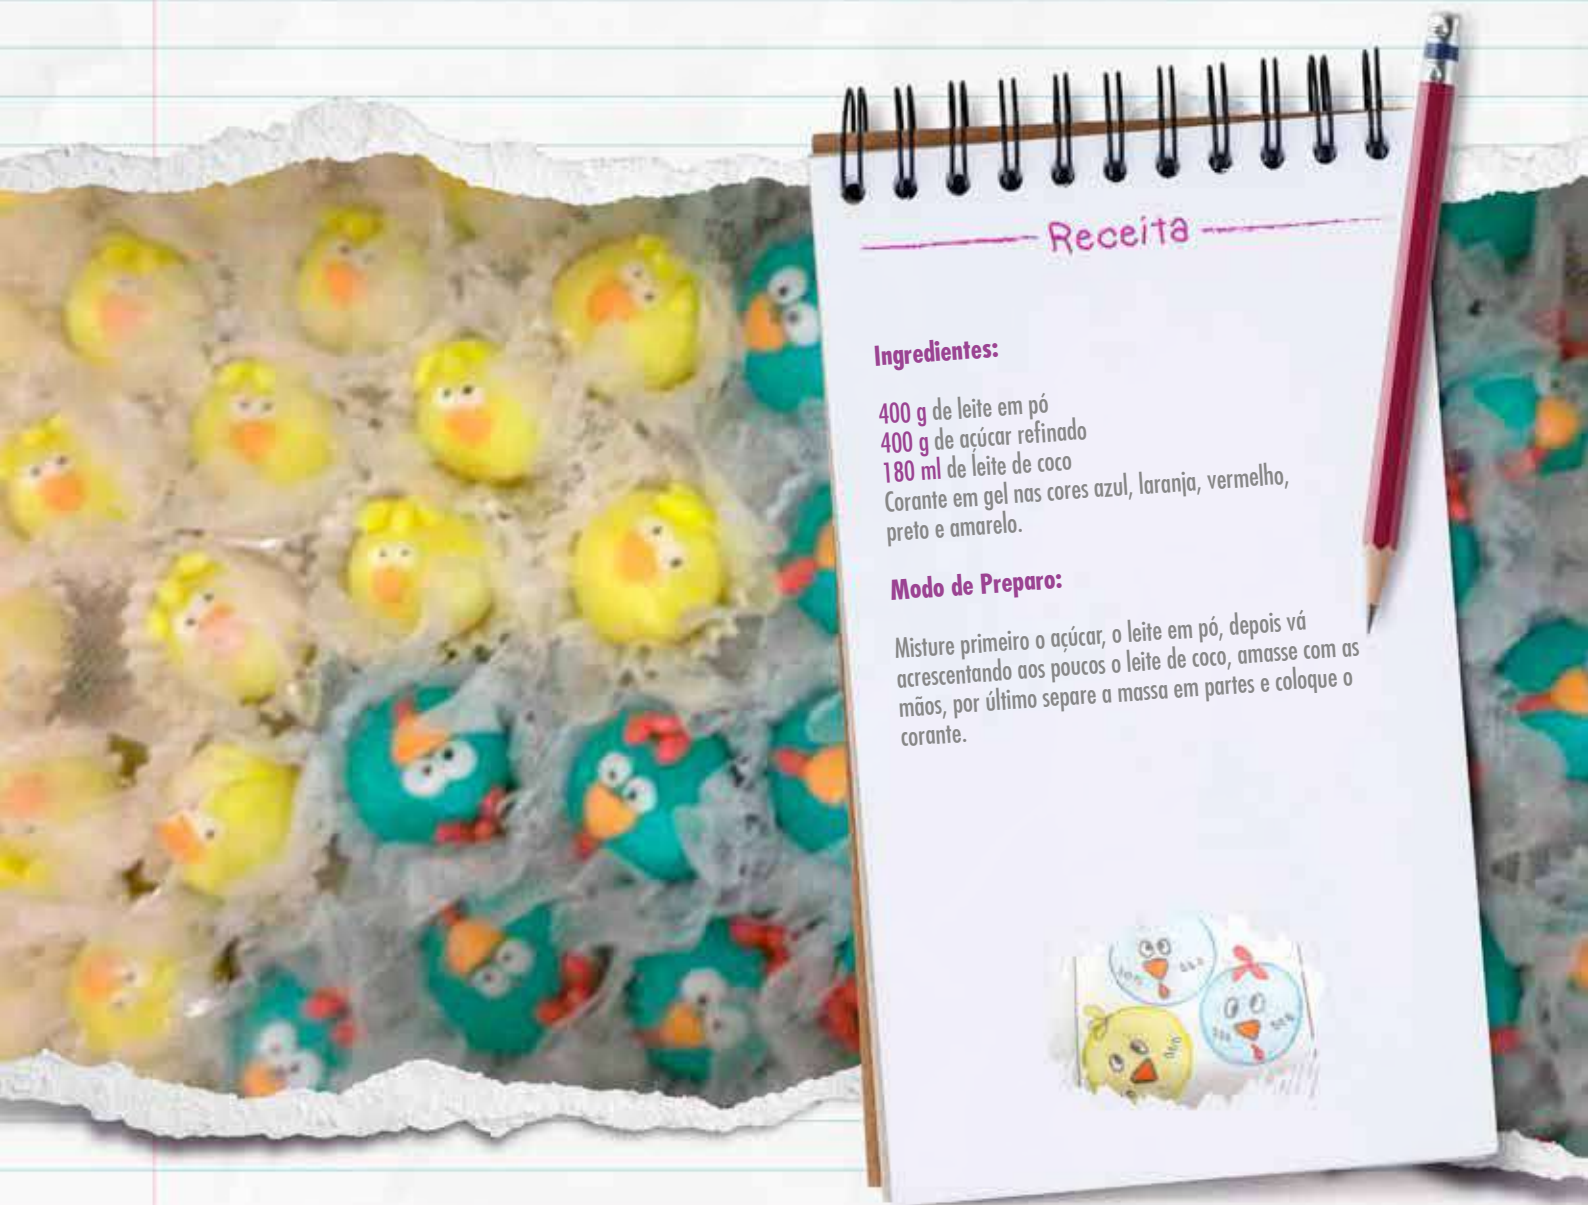 Receita
Ingredientes:
400 g de leite em pó
400 g de açúcar refinado
180 ml de leite de coco
Corante em gel nas cores azul, laranja, vermelho,
preto e amarelo.
Modo de Preparo:
Misture primeiro o açúcar, o leite em pó, depois vá
acrescentando aos poucos o leite de coco, amasse com as
mãos, por último separe a massa em partes e coloque o
corante.